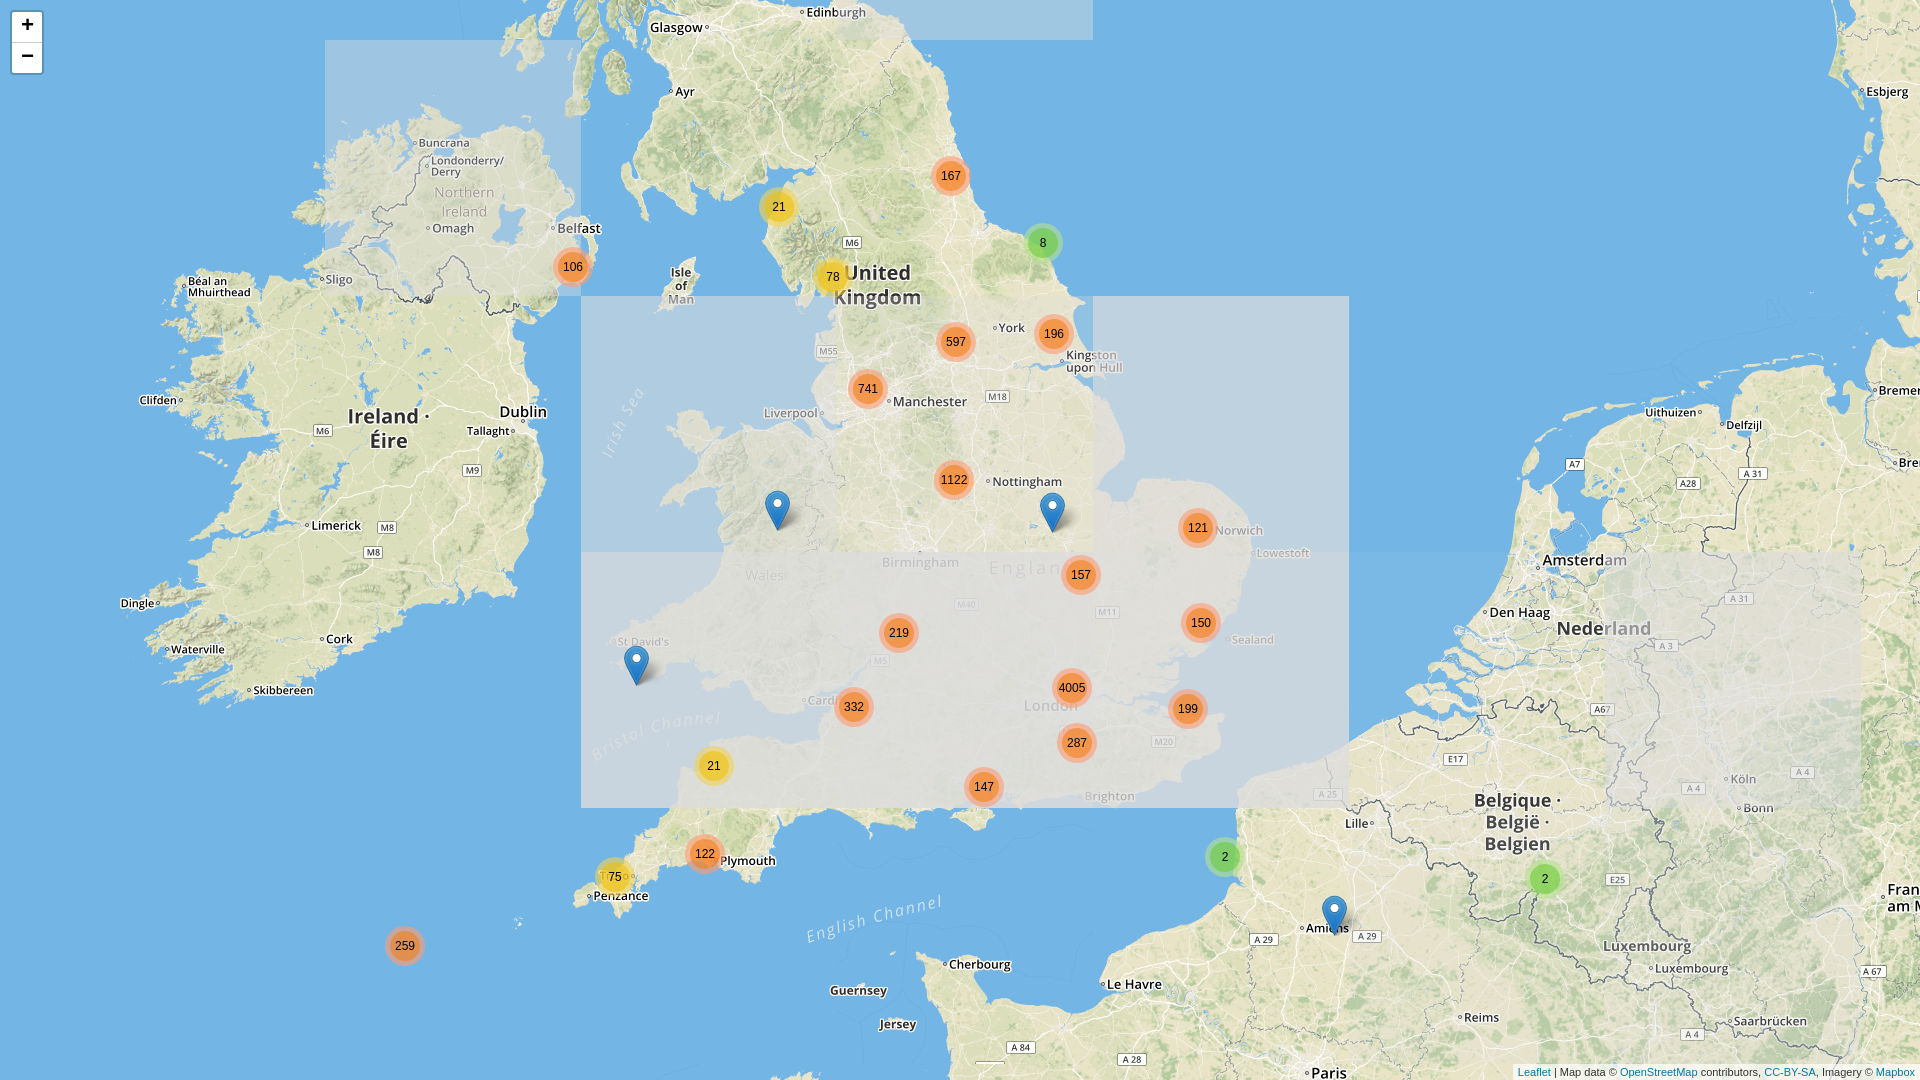 +
−
Glasgow
Edinburgh
Ayr
Esbjerg
Buncrana
Londonderry/
Derry
Northern
Ireland
Omagh
Belfast
167
21
M6
8
106
78
United
Kingdom
Isle
of
Man
Sligo
Béal an
Mhuirthead
York
196
597
M55
Kingston
upon Hull
741
Manchester
M18
Liverpool
Irish Sea
Clifden
Ireland ·
Éire
Dublin
Tallaght
M6
M9
Uithuizen
Delfzijl
Bremer
A7
A 31
A28
Bre
1122
Nottingham
Limerick
M8
M8
121
Norwich
Lowestoft
Birmingham
England
Wales
157
Amsterdam
A 31
Dingle
M40
M11
150
Den Haag
Nederland
219
Sealand
Cork
Waterville
St David's
M5
A 3
Skibbereen
4005
London
Cardi
332
199
A67
Bristol Channel
287
M20
E17
21
147
Brighton
A 25
Köln
A 4
A 4
Bonn
Belgique ·
België ·
Belgien
Lille
122
Plymouth
2
75
Penzance
2
E25
Fran
am M
259
English Channel
Amiens
A 29
A 29
Luxembourg
Luxembourg
A 67
Cherbourg
Guernsey
Le Havre
Jersey
Reims
Saarbrücken
A 84
A 28
A 4
Paris
Leaflet | Map data © OpenStreetMap contributors, CC-BY-SA, Imagery © Mapbox